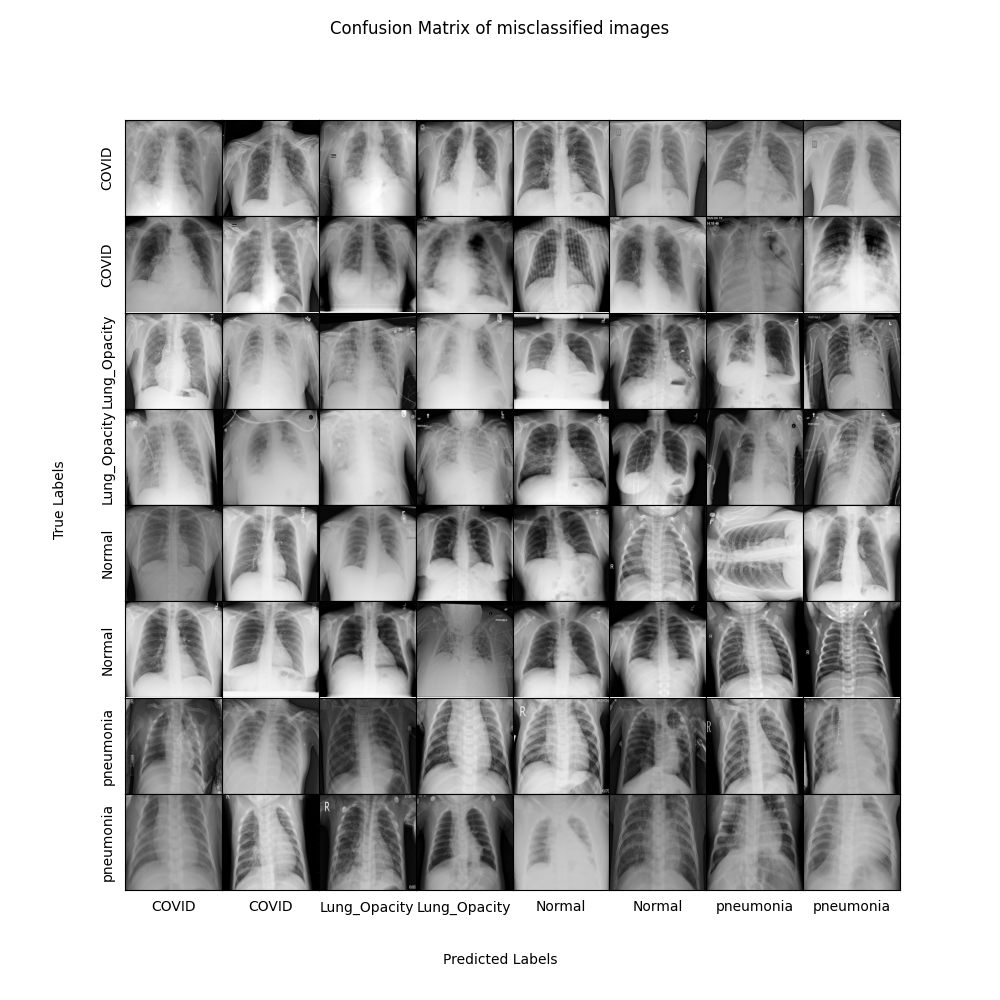 Confusion Matrix of misclassified images
True Labels
COVID
COVID
Lung_Opacity
Lung_Opacity
Normal
Normal
pneumonia
pneumonia
R
R
R
R
COVID
COVID
Lung_Opacity
Lung_Opacity
Normal
Normal
pneumonia
pneumonia
Predicted Labels